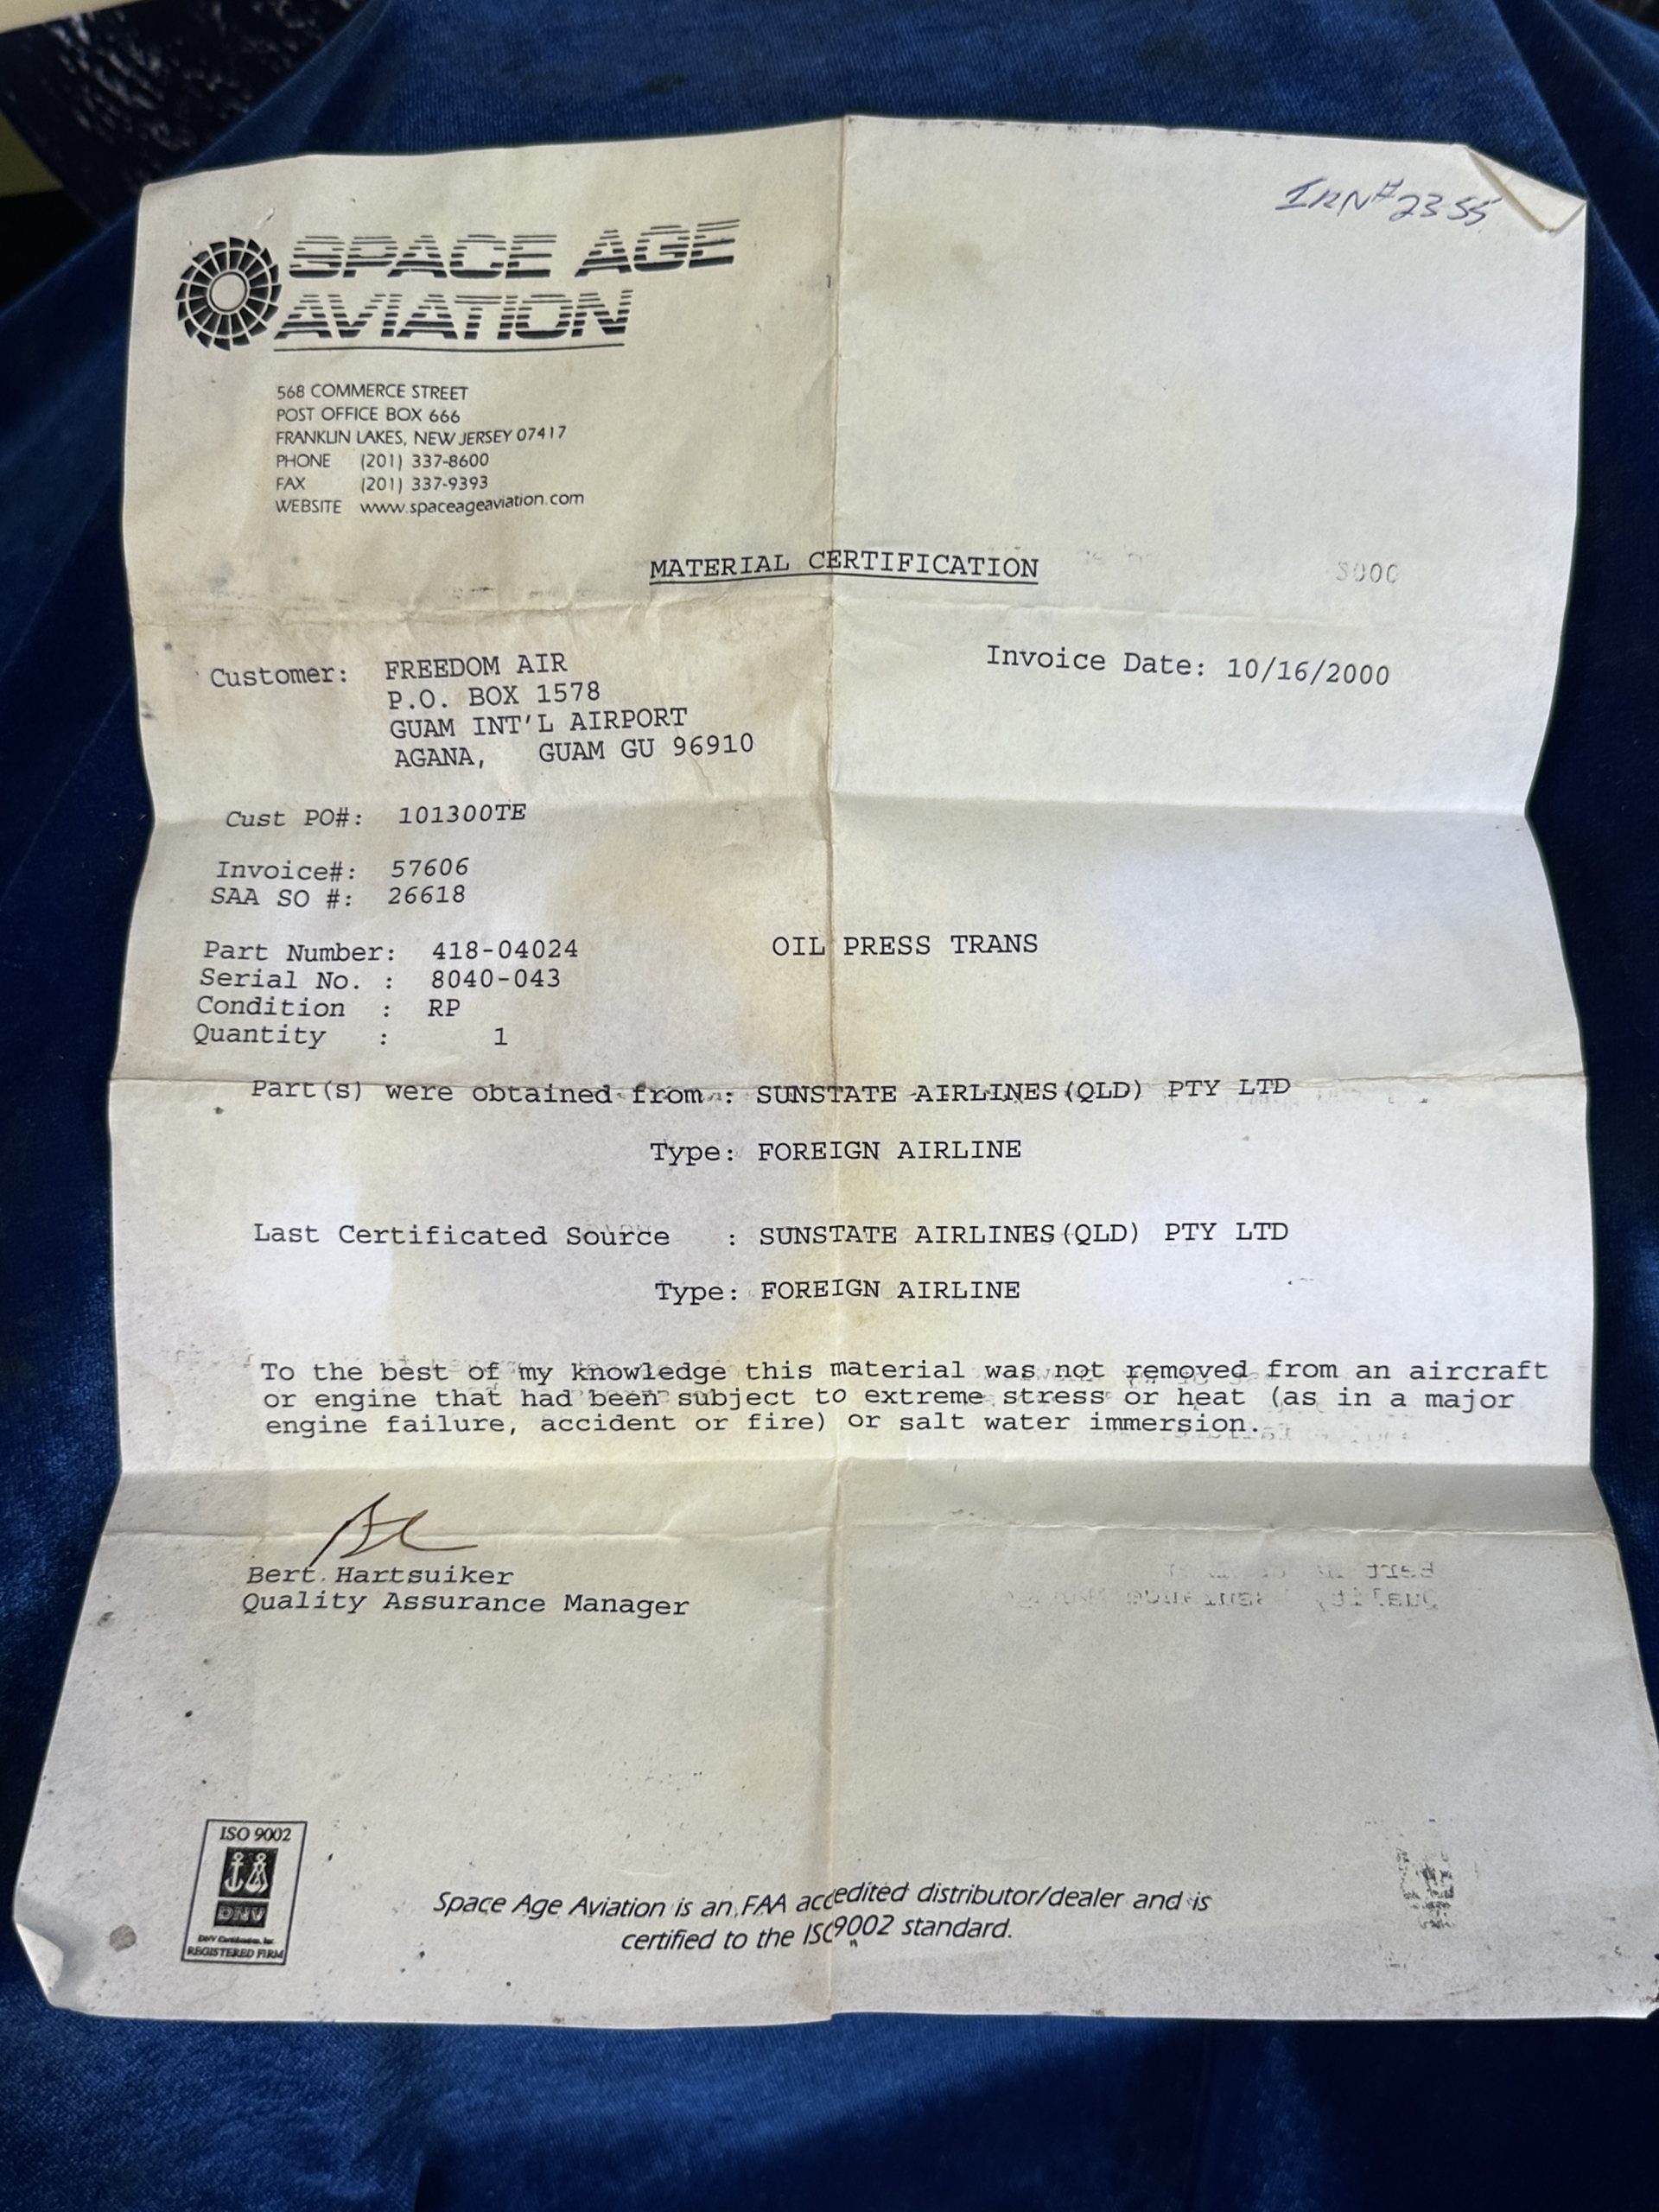 IRN# 2355
SPACE AGE
AVIATION
568 COMMERCE STREET
POST OFFICE BOX 666
FRANKLIN LAKES, NEW JERSEY 07417
PHONE (201) 337-8600
FAX (201) 337-9393
WEBSITE www.spaceageaviation.com
MATERIAL CERTIFICATION
Customer: FREEDOM AIR
P.O. BOX 1578
GUAM INT'L AIRPORT
AGANA, GUAM GU 96910
Invoice Date: 10/16/2000
Cust PO#: 101300TE
Invoice#: 57606
SAA SO #: 26618
Part Number: 418-04024 OIL PRESS TRANS
Serial No. : 8040-043
Condition : RP
Quantity : 1
Part(s) were obtained from : SUNSTATE AIRLINES(QLD) PTY LTD
Type: FOREIGN AIRLINE
Last Certificated Source : SUNSTATE AIRLINES(QLD) PTY LTD
Type: FOREIGN AIRLINE
To the best of my knowledge this material was not removed from an aircraft
or engine that had been subject to extreme stress or heat (as in a major
engine failure, accident or fire) or salt water immersion.
Bert Hartsuiker
Quality Assurance Manager
ISO 9002
DNV
DNV Certification, Inc.
REGISTERED FIRM
Space Age Aviation is an FAA accedited distributor/dealer and is
certified to the ISO 9002 standard.